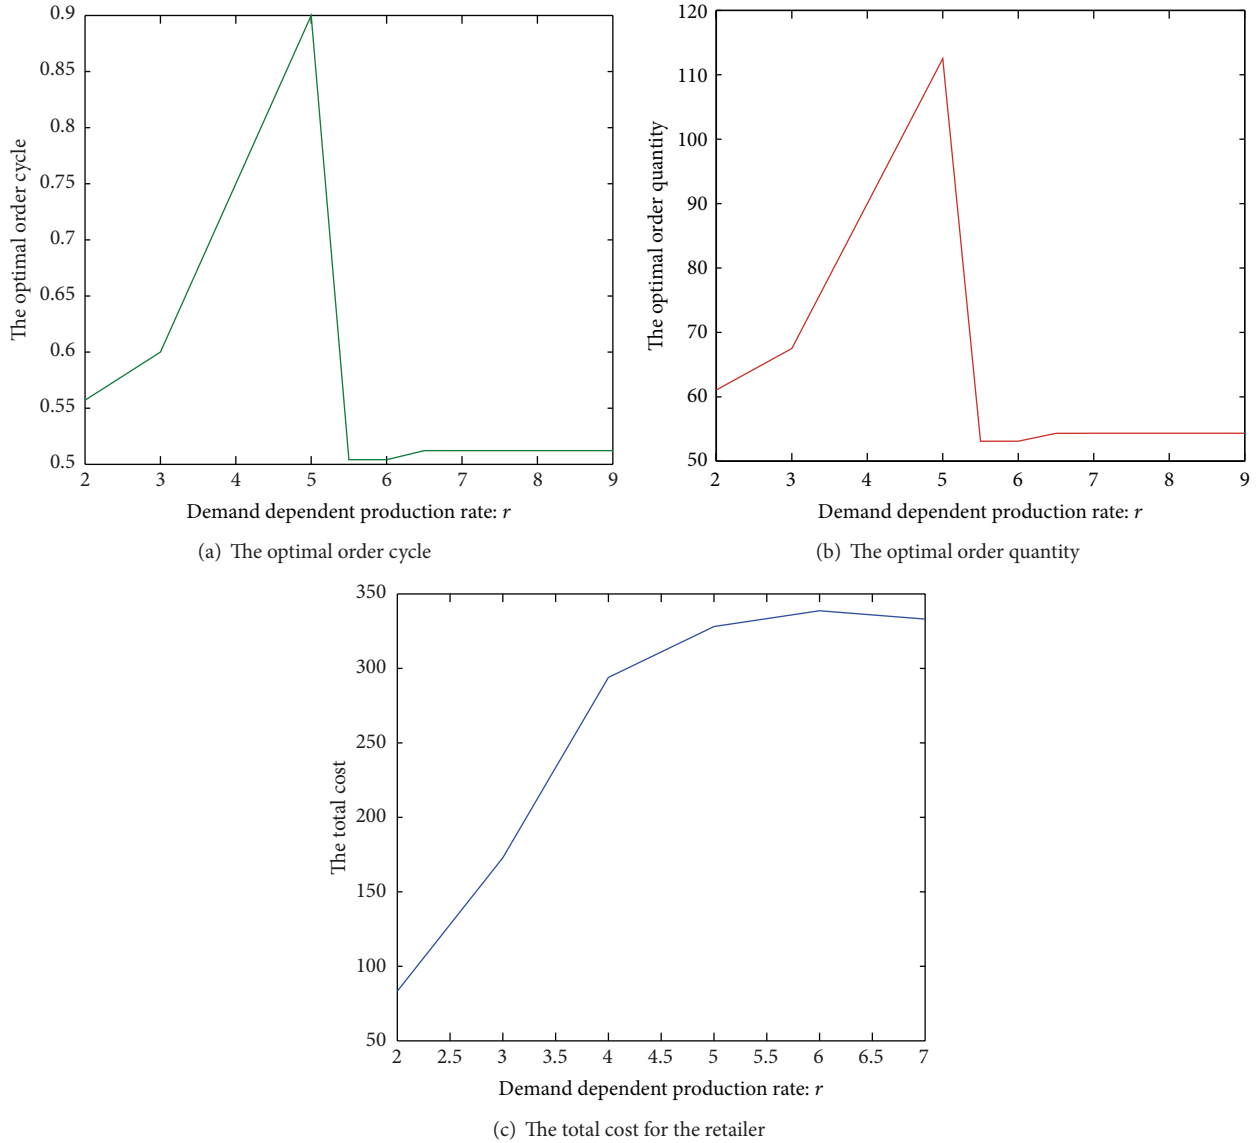 0.9
0.85
0.8
0.75
0.7
0.65
0.6
0.55
0.5
The optimal order cycle
2 3 4 5 6 7 8 9
Demand dependent production rate: r
(a) The optimal order cycle
120
110
100
90
80
70
60
50
The optimal order quantity
2 3 4 5 6 7 8 9
Demand dependent production rate: r
(b) The optimal order quantity
350
300
250
200
150
100
50
The total cost
2 2.5 3 3.5 4 4.5 5 5.5 6 6.5 7
Demand dependent production rate: r
(c) The total cost for the retailer